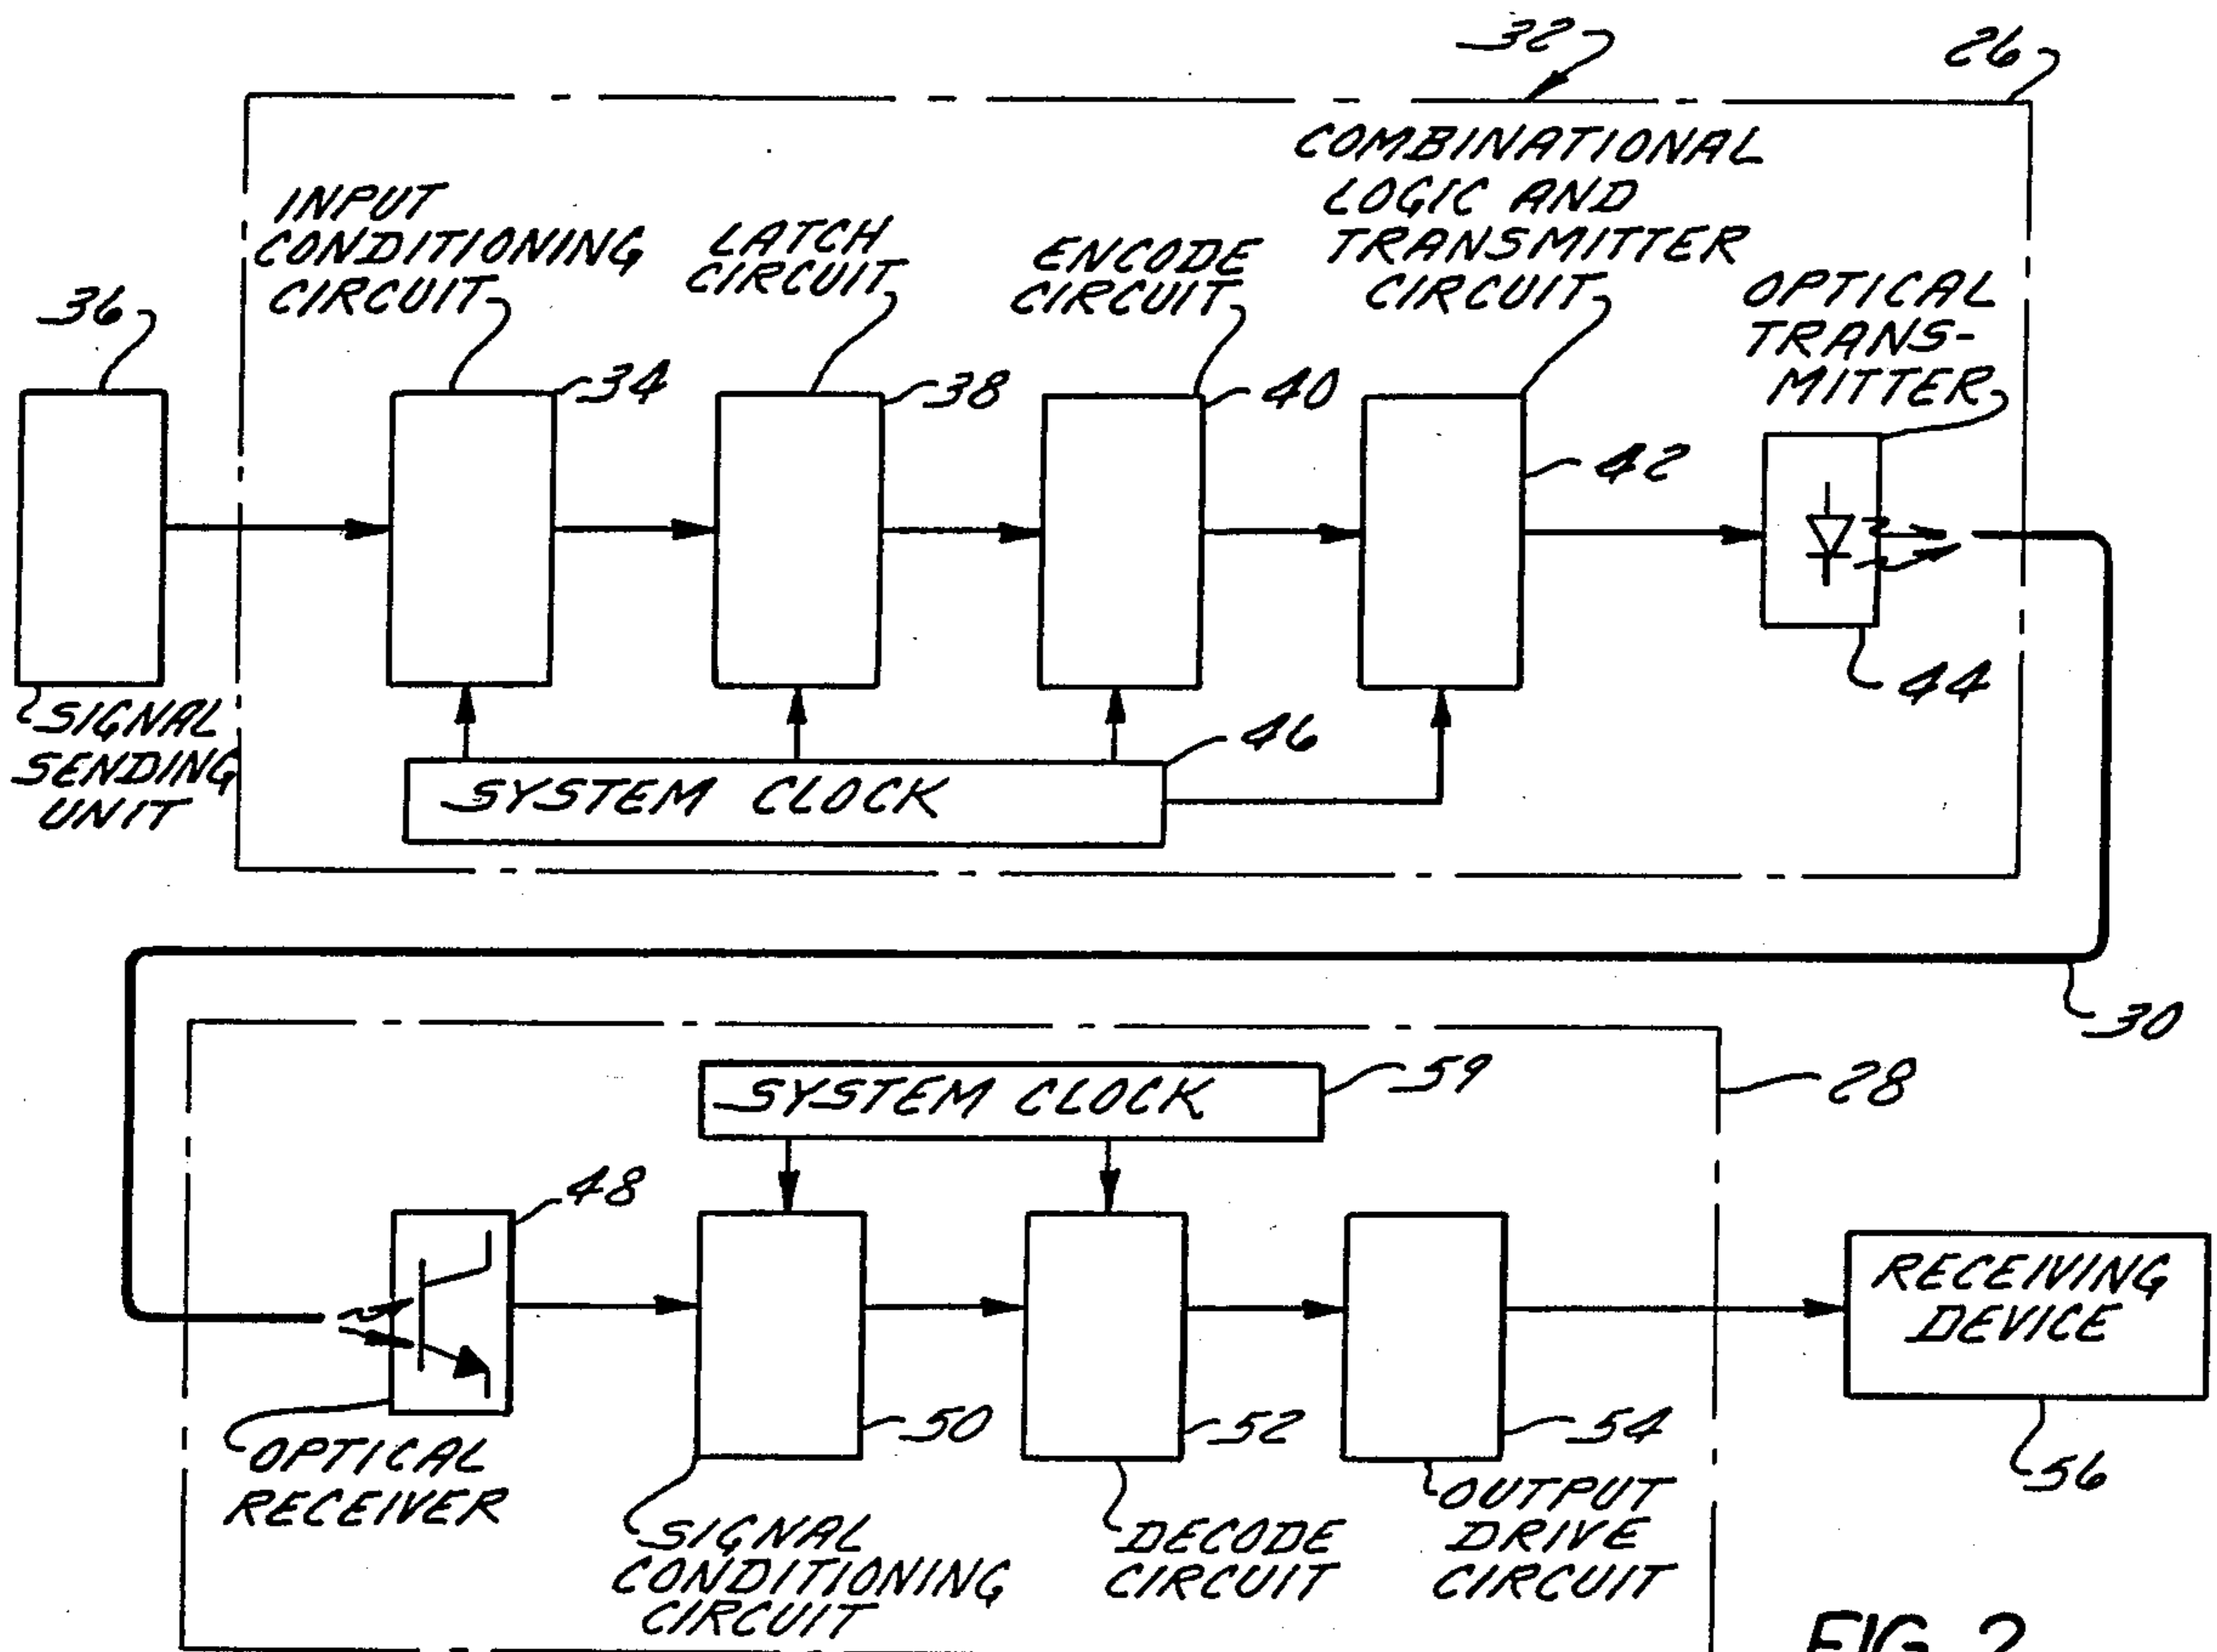 32
26
COMBINATIONAL
LOGIC AND
TRANSMITTER
CIRCUIT
INPUT
CONDITIONING
CIRCUIT
LATCH
CIRCUIT
ENCODE
CIRCUIT
OPTICAL
TRANS-
MITTER
36
34
38
40
42
44
SIGNAL
SENDING
UNIT
46
SYSTEM CLOCK
30
SYSTEM CLOCK
59
28
48
RECEIVING
DEVICE
50
52
54
56
OPTICAL
RECEIVER
SIGNAL
CONDITIONING
CIRCUIT
DECODE
CIRCUIT
OUTPUT
DRIVE
CIRCUIT
FIG. 2